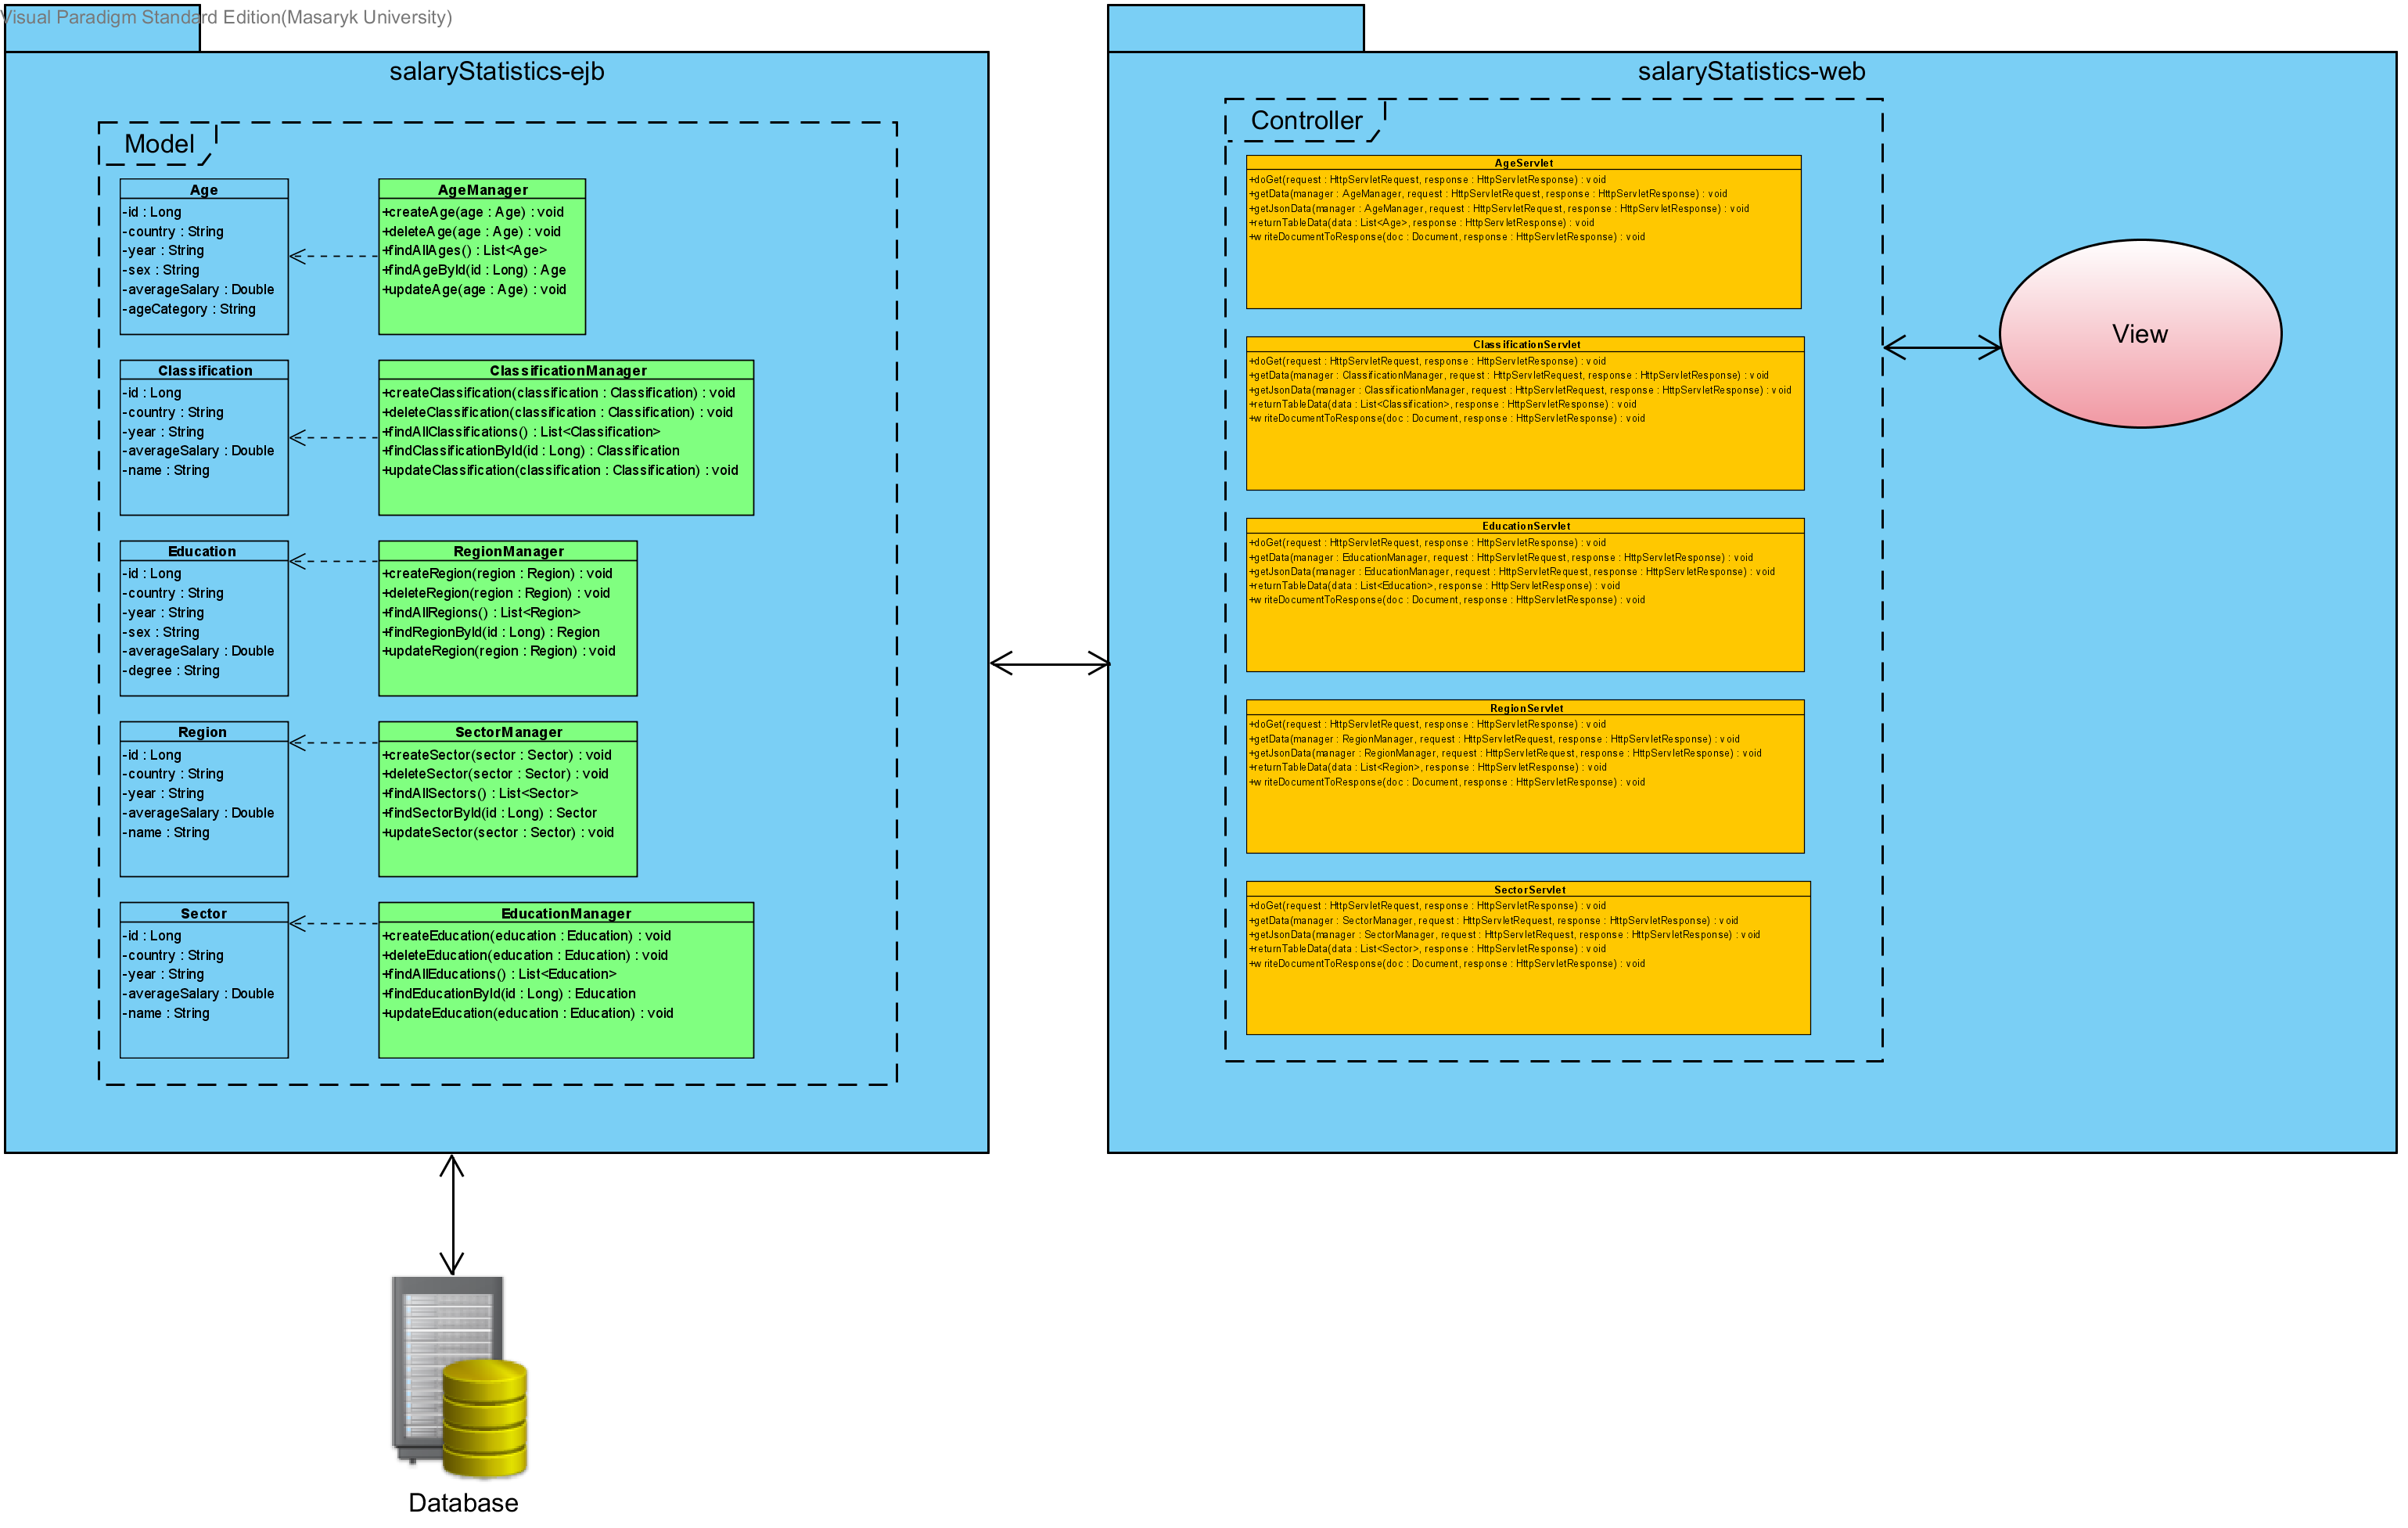 Visual Paradigm Standard Edition(Masaryk University)
salaryStatistics-ejb
Model
Age
-id : Long
-country : String
-year : String
-sex : String
-averageSalary : Double
-ageCategory : String
AgeManager
+createAge(age : Age) : void
+deleteAge(age : Age) : void
+findAllAges() : List<Age>
+findAgeById(id : Long) : Age
+updateAge(age : Age) : void
Classification
-id : Long
-country : String
-year : String
-averageSalary : Double
-name : String
ClassificationManager
+createClassification(classification : Classification) : void
+deleteClassification(classification : Classification) : void
+findAllClassifications() : List<Classification>
+findClassificationById(id : Long) : Classification
+updateClassification(classification : Classification) : void
Education
-id : Long
-country : String
-year : String
-sex : String
-averageSalary : Double
-degree : String
RegionManager
+createRegion(region : Region) : void
+deleteRegion(region : Region) : void
+findAllRegions() : List<Region>
+findRegionById(id : Long) : Region
+updateRegion(region : Region) : void
Region
-id : Long
-country : String
-year : String
-averageSalary : Double
-name : String
SectorManager
+createSector(sector : Sector) : void
+deleteSector(sector : Sector) : void
+findAllSectors() : List<Sector>
+findSectorById(id : Long) : Sector
+updateSector(sector : Sector) : void
Sector
-id : Long
-country : String
-year : String
-averageSalary : Double
-name : String
EducationManager
+createEducation(education : Education) : void
+deleteEducation(education : Education) : void
+findAllEducations() : List<Education>
+findEducationById(id : Long) : Education
+updateEducation(education : Education) : void
Database
salaryStatistics-web
Controller
AgeServlet
+doGet(request : HttpServletRequest, response : HttpServletResponse) : void
+getData(manager : AgeManager, request : HttpServletRequest, response : HttpServletResponse) : void
+getJsonData(manager : AgeManager, request : HttpServletRequest, response : HttpServletResponse) : void
+returnTableData(data : List<Age>, response : HttpServletResponse) : void
+writeDocumentToResponse(doc : Document, response : HttpServletResponse) : void
ClassificationServlet
+doGet(request : HttpServletRequest, response : HttpServletResponse) : void
+getData(manager : ClassificationManager, request : HttpServletRequest, response : HttpServletResponse) : void
+getJsonData(manager : ClassificationManager, request : HttpServletRequest, response : HttpServletResponse) : void
+returnTableData(data : List<Classification>, response : HttpServletResponse) : void
+writeDocumentToResponse(doc : Document, response : HttpServletResponse) : void
EducationServlet
+doGet(request : HttpServletRequest, response : HttpServletResponse) : void
+getData(manager : EducationManager, request : HttpServletRequest, response : HttpServletResponse) : void
+getJsonData(manager : EducationManager, request : HttpServletRequest, response : HttpServletResponse) : void
+returnTableData(data : List<Education>, response : HttpServletResponse) : void
+writeDocumentToResponse(doc : Document, response : HttpServletResponse) : void
RegionServlet
+doGet(request : HttpServletRequest, response : HttpServletResponse) : void
+getData(manager : RegionManager, request : HttpServletRequest, response : HttpServletResponse) : void
+getJsonData(manager : RegionManager, request : HttpServletRequest, response : HttpServletResponse) : void
+returnTableData(data : List<Region>, response : HttpServletResponse) : void
+writeDocumentToResponse(doc : Document, response : HttpServletResponse) : void
SectorServlet
+doGet(request : HttpServletRequest, response : HttpServletResponse) : void
+getData(manager : SectorManager, request : HttpServletRequest, response : HttpServletResponse) : void
+getJsonData(manager : SectorManager, request : HttpServletRequest, response : HttpServletResponse) : void
+returnTableData(data : List<Sector>, response : HttpServletResponse) : void
+writeDocumentToResponse(doc : Document, response : HttpServletResponse) : void
View